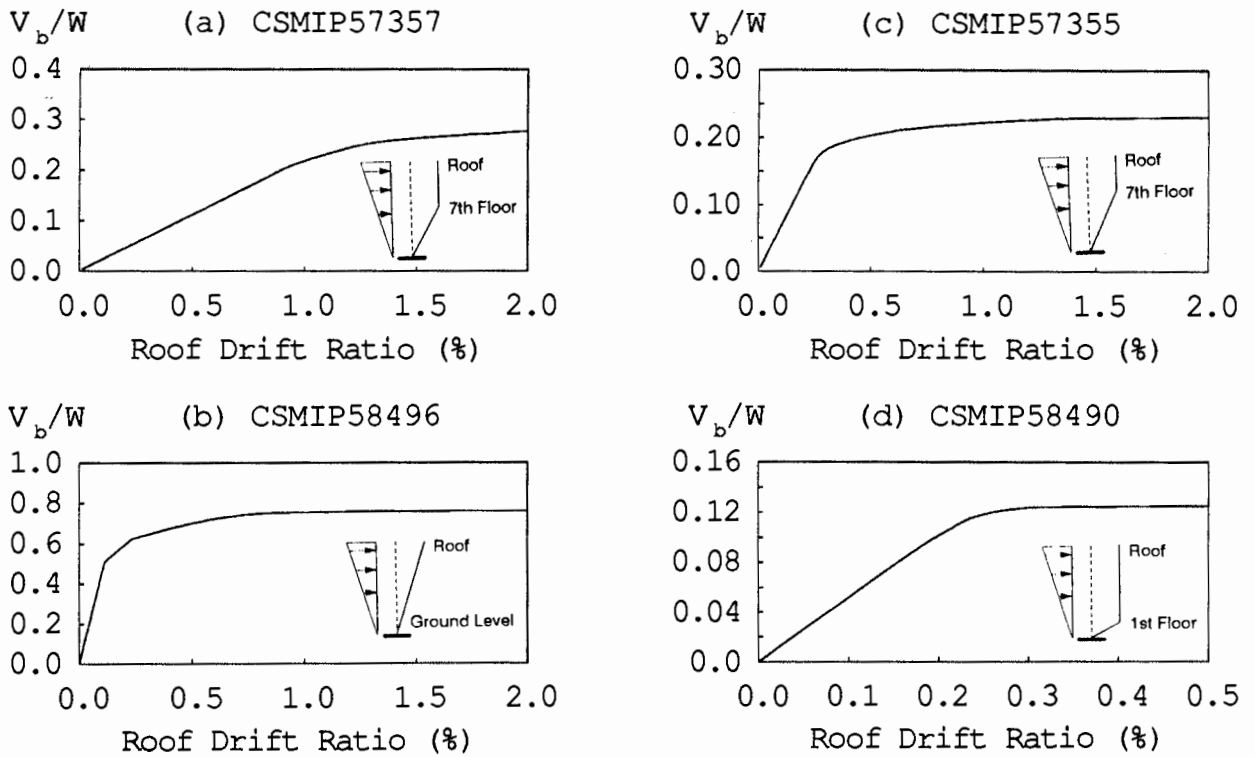 V_b/W (a) CSMIP57357
0.4
0.3
0.2
0.1
0.0
Roof
7th Floor
0.0 0.5 1.0 1.5 2.0
Roof Drift Ratio (%)
V_b/W (c) CSMIP57355
0.30
0.20
0.10
0.0
Roof
7th Floor
0.0 0.5 1.0 1.5 2.0
Roof Drift Ratio (%)
V_b/W (b) CSMIP58496
1.0
0.8
0.6
0.4
0.2
0.0
Roof
Ground Level
0.0 0.5 1.0 1.5 2.0
Roof Drift Ratio (%)
V_b/W (d) CSMIP58490
0.16
0.12
0.08
0.04
0.0
Roof
1st Floor
0.0 0.1 0.2 0.3 0.4 0.5
Roof Drift Ratio (%)